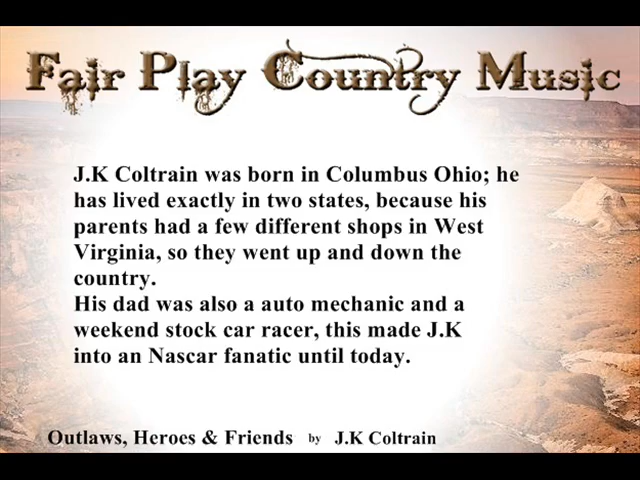 Fair Play Country Music
J.K Coltrain was born in Columbus Ohio; he
has lived exactly in two states, because his
parents had a few different shops in West
Virginia, so they went up and down the
country.
His dad was also a auto mechanic and a
weekend stock car racer, this made J.K
into an Nascar fanatic until today.
Outlaws, Heroes & Friends by J.K Coltrain